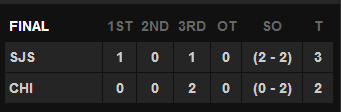 FINAL 1ST 2ND 3RD OT SO T
SJS 1 0 1 0 (2 - 2) 3
CHI 0 0 2 0 (0 - 2) 2